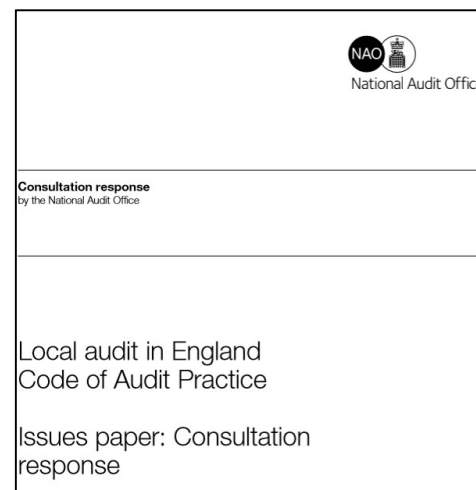 NAO
National Audit Offic
Consultation response
by the National Audit Office
Local audit in England
Code of Audit Practice
Issues paper: Consultation
response